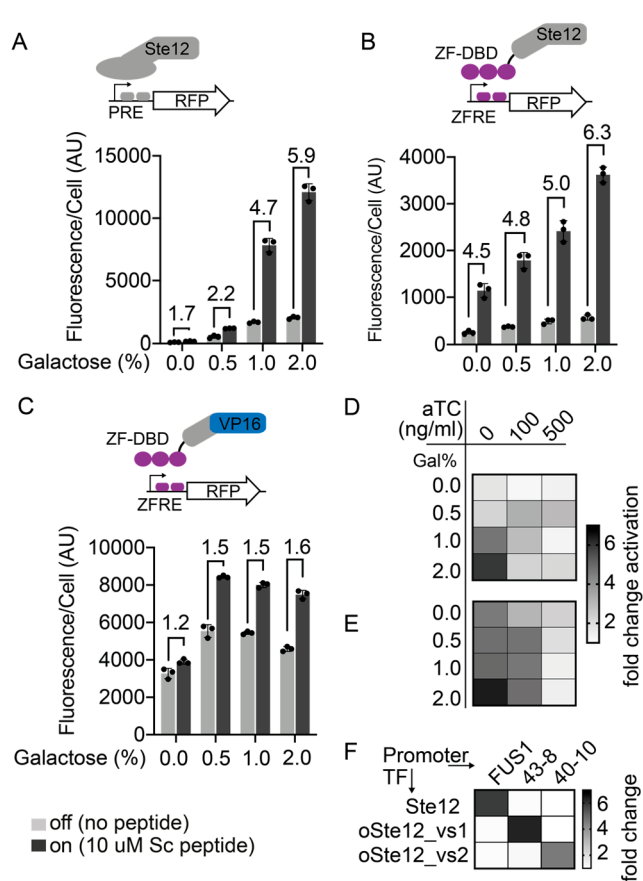 A
Ste12
PRE
RFP
Fluorescence/Cell (AU)
15000
10000
5000
0
1.7
2.2
4.7
5.9
Galactose (%)
0.0
0.5
1.0
2.0
B
ZF-DBD
Ste12
ZFRE
RFP
Fluorescence/Cell (AU)
4000
3000
2000
1000
0
4.5
4.8
5.0
6.3
0.0
0.5
1.0
2.0
C
ZF-DBD
VP16
ZFRE
RFP
Fluorescence/Cell (AU)
10000
8000
6000
4000
2000
0
1.2
1.5
1.5
1.6
Galactose (%)
0.0
0.5
1.0
2.0
off (no peptide)
on (10 uM Sc peptide)
D
aTC
(ng/ml)
0
100
500
Gal%
0.0
0.5
1.0
2.0
E
0.0
0.5
1.0
2.0
6
4
2
fold change activation
F
Promoter
TF
FUS1
43-8
40-10
Ste12
oSte12_vs1
oSte12_vs2
6
4
2
fold change